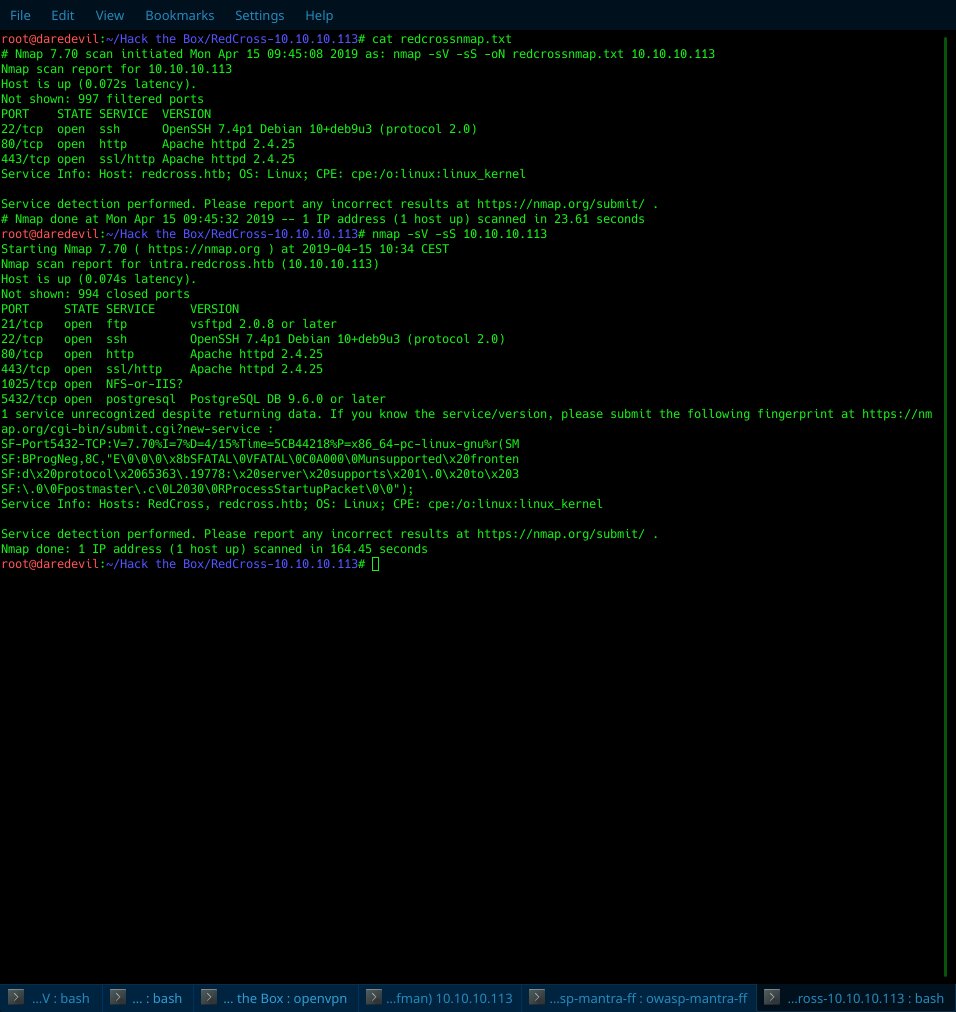 File Edit View Bookmarks Settings Help
root@daredevil:~/Hack the Box/RedCross-10.10.10.113# cat redcrossnmap.txt
# Nmap 7.70 scan initiated Mon Apr 15 09:45:08 2019 as: nmap -sV -sS -oN redcrossnmap.txt 10.10.10.113
Nmap scan report for 10.10.10.113
Host is up (0.072s latency).
Not shown: 997 filtered ports
PORT    STATE SERVICE  VERSION
22/tcp  open  ssh      OpenSSH 7.4p1 Debian 10+deb9u3 (protocol 2.0)
80/tcp  open  http     Apache httpd 2.4.25
443/tcp open  ssl/http Apache httpd 2.4.25
Service Info: Host: redcross.htb; OS: Linux; CPE: cpe:/o:linux:linux_kernel
Service detection performed. Please report any incorrect results at https://nmap.org/submit/ .
# Nmap done at Mon Apr 15 09:45:32 2019 -- 1 IP address (1 host up) scanned in 23.61 seconds
root@daredevil:~/Hack the Box/RedCross-10.10.10.113# nmap -sV -sS 10.10.10.113
Starting Nmap 7.70 ( https://nmap.org ) at 2019-04-15 10:34 CEST
Nmap scan report for intra.redcross.htb (10.10.10.113)
Host is up (0.074s latency).
Not shown: 994 closed ports
PORT     STATE SERVICE     VERSION
21/tcp   open  ftp         vsftpd 2.0.8 or later
22/tcp   open  ssh         OpenSSH 7.4p1 Debian 10+deb9u3 (protocol 2.0)
80/tcp   open  http        Apache httpd 2.4.25
443/tcp  open  ssl/http    Apache httpd 2.4.25
1025/tcp open  NFS-or-IIS?
5432/tcp open  postgresql  PostgreSQL DB 9.6.0 or later
1 service unrecognized despite returning data. If you know the service/version, please submit the following fingerprint at https://nm
ap.org/cgi-bin/submit.cgi?new-service :
SF-Port5432-TCP:V=7.70%I=7%D=4/15%Time=5CB44218%P=x86_64-pc-linux-gnu%r(SM
SF:BProgNeg,8C,"E\0\0\0\x8bSFATAL\0VFATAL\0C0A000\0Munsupported\x20fronten
SF:d\x20protocol\x2065363\.19778:\x20server\x20supports\x201\.0\x20to\x203
SF:\.0\0Fpostmaster\.c\0L2030\0RProcessStartupPacket\0\0");
Service Info: Hosts: RedCross, redcross.htb; OS: Linux; CPE: cpe:/o:linux:linux_kernel
Service detection performed. Please report any incorrect results at https://nmap.org/submit/ .
Nmap done: 1 IP address (1 host up) scanned in 164.45 seconds
root@daredevil:~/Hack the Box/RedCross-10.10.10.113#
...V : bash ... : bash ... the Box : openvpn ...fman) 10.10.10.113 ...sp-mantra-ff : owasp-mantra-ff ...ross-10.10.10.113 : bash